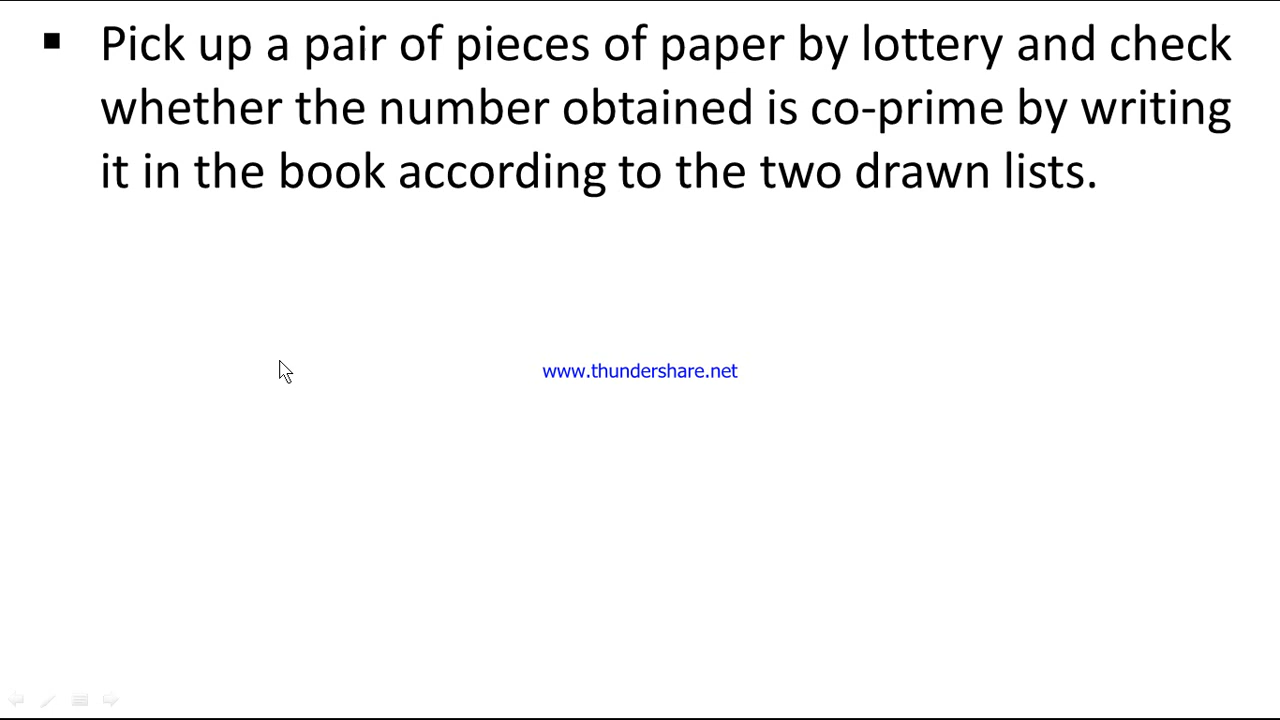 ▪ Pick up a pair of pieces of paper by lottery and check
whether the number obtained is co-prime by writing
it in the book according to the two drawn lists.
www.thundershare.net